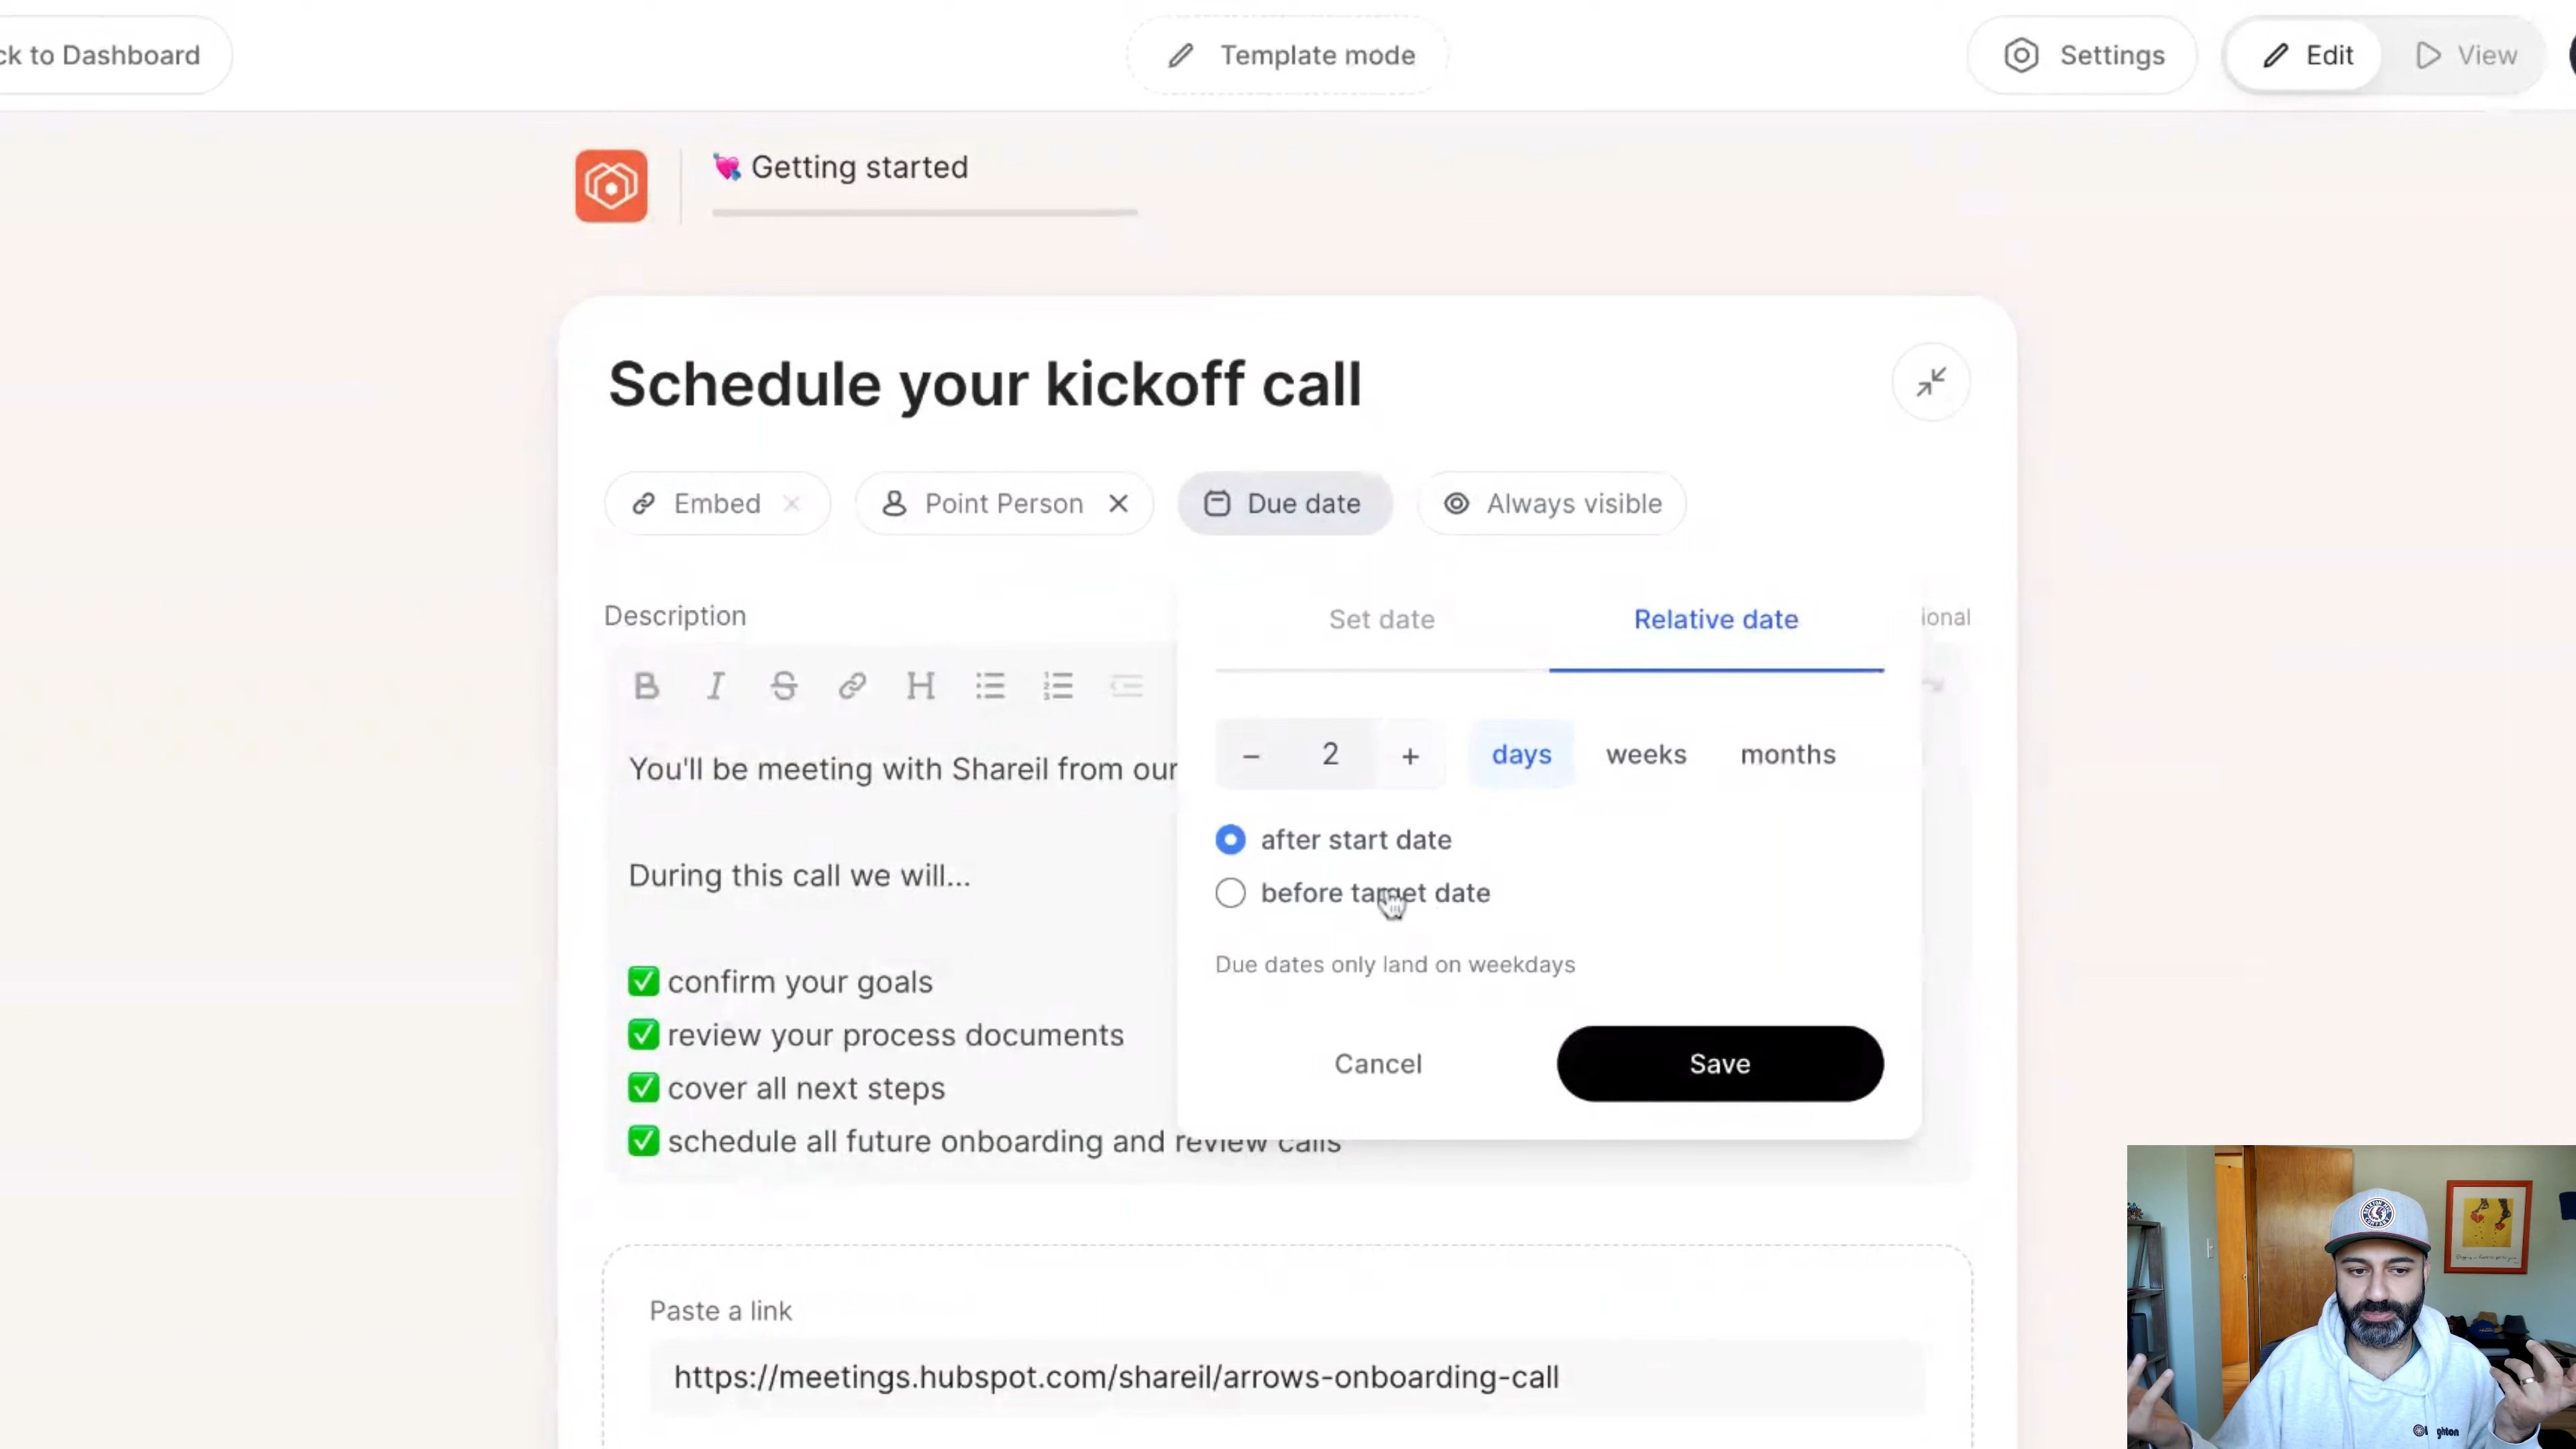 ck to Dashboard
Template mode
Settings
Edit
View
Getting started
Schedule your kickoff call
Embed
Point Person
Due date
Always visible
Description
Set date
Relative date
ional
2
days
weeks
months
You'll be meeting with Shareil from our
after start date
During this call we will...
before target date
Due dates only land on weekdays
confirm your goals
review your process documents
cover all next steps
Cancel
Save
schedule all future onboarding and review calls
Paste a link
https://meetings.hubspot.com/shareil/arrows-onboarding-call